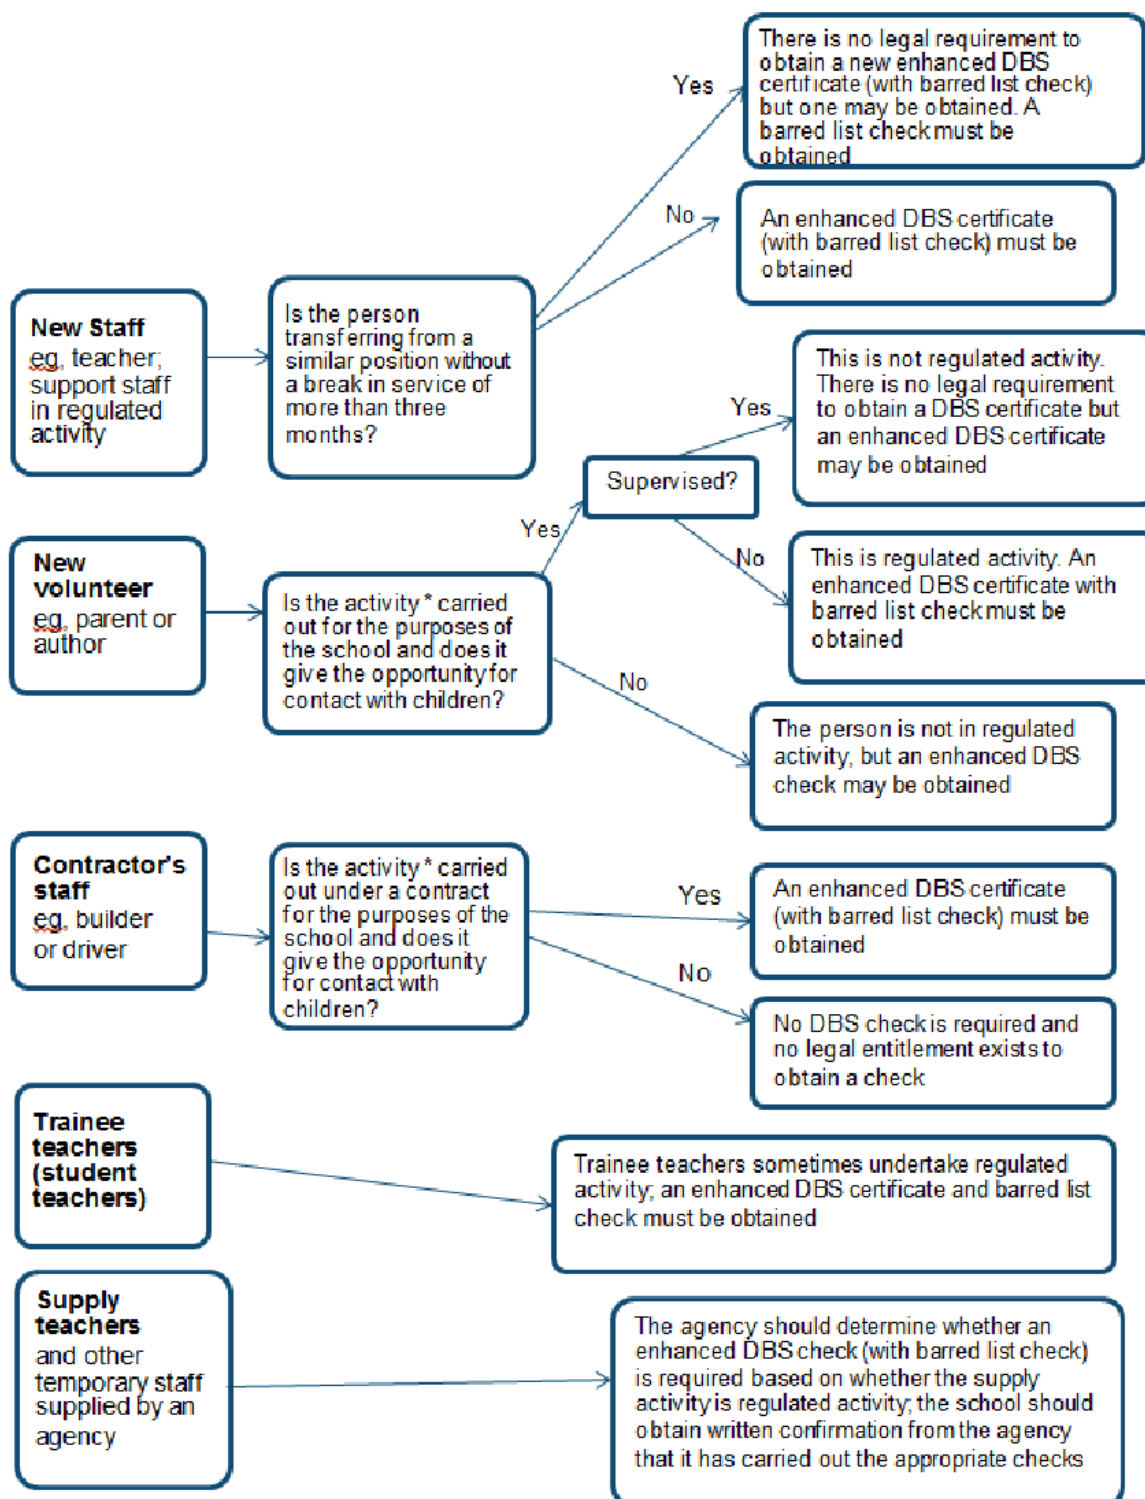 There is no legal requirement to
obtain a new enhanced DBS
certificate (with barred list check)
but one may be obtained. A
barred list check must be
obtained
Yes
No
An enhanced DBS certificate
(with barred list check) must be
obtained
New Staff
eg, teacher;
support staff
in regulated
activity
Is the person
transferring from a
similar position without
a break in service of
more than three
months?
This is not regulated activity.
There is no legal requirement
to obtain a DBS certificate but
an enhanced DBS certificate
may be obtained
Yes
Supervised?
Yes
No
This is regulated activity. An
enhanced DBS certificate with
barred list check must be
obtained
New
volunteer
eg, parent or
author
Is the activity * carried
out for the purposes of
the school and does it
give the opportunity for
contact with children?
No
The person is not in regulated
activity, but an enhanced DBS
check may be obtained
Contractor's
staff
eg, builder
or driver
Is the activity * carried
out under a contract
for the purposes of the
school and does it
give the opportunity
for contact with
children?
Yes
An enhanced DBS certificate
(with barred list check) must be
obtained
No
No DBS check is required and
no legal entitlement exists to
obtain a check
Trainee
teachers
(student
teachers)
Trainee teachers sometimes undertake regulated
activity; an enhanced DBS certificate and barred list
check must be obtained
Supply
teachers
and other
temporary staff
supplied by an
agency
The agency should determine whether an
enhanced DBS check (with barred list check)
is required based on whether the supply
activity is regulated activity; the school should
obtain written confirmation from the agency
that it has carried out the appropriate checks